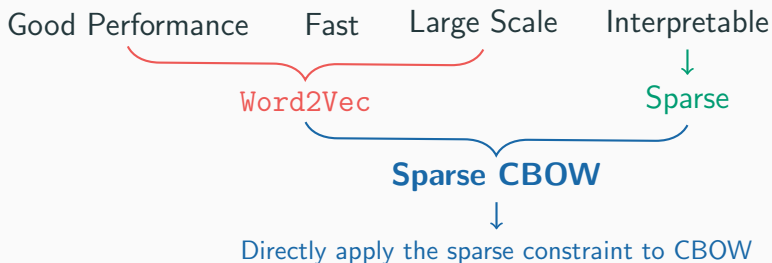 Good Performance Fast Large Scale Interpretable
↓
Word2Vec Sparse
Sparse CBOW
↓
Directly apply the sparse constraint to CBOW